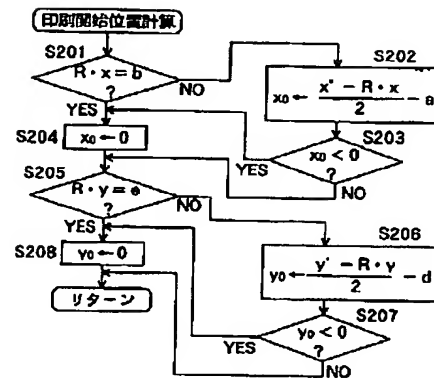 印刷開始位置計算
S201
R・x=b
?
YES
NO
S202
x₀ ← (x' − R・x)/2 − a
S203
x₀ < 0
?
YES
NO
S204
x₀ ← 0
S205
R・y=e
?
YES
NO
S206
y₀ ← (y' − R・y)/2 − d
S207
y₀ < 0
?
YES
NO
S208
y₀ ← 0
リターン